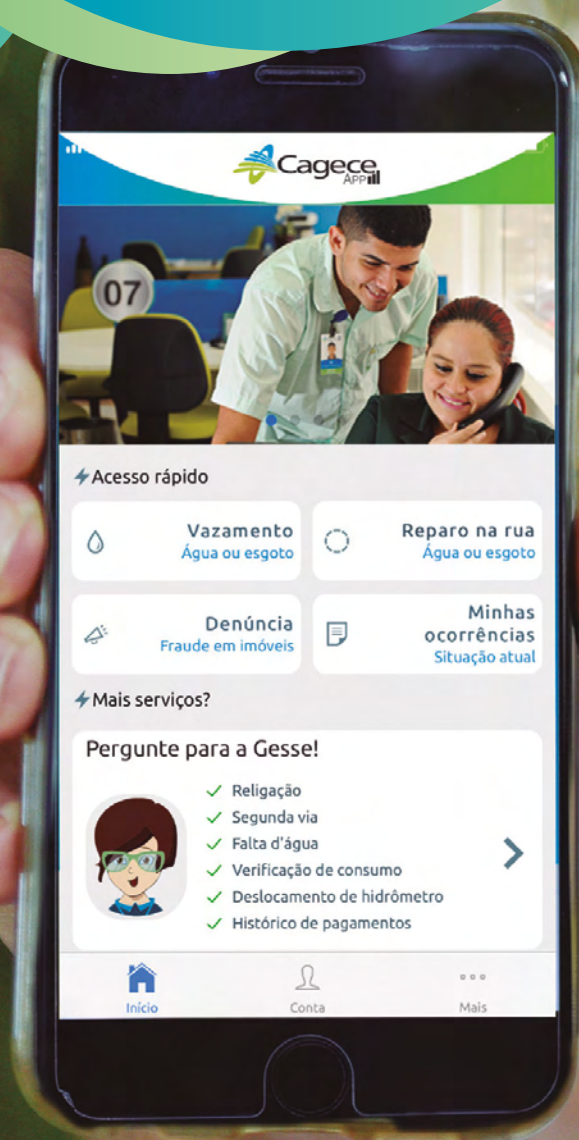 Cagece
APP
07
Acesso rápido
Vazamento
Água ou esgoto
Reparo na rua
Água ou esgoto
Denúncia
Fraude em imóveis
Minhas
ocorrências
Situação atual
Mais serviços?
Pergunte para a Gesse!
Religação
Segunda via
Falta d'água
Verificação de consumo
Deslocamento de hidrômetro
Histórico de pagamentos
Início
Conta
Mais